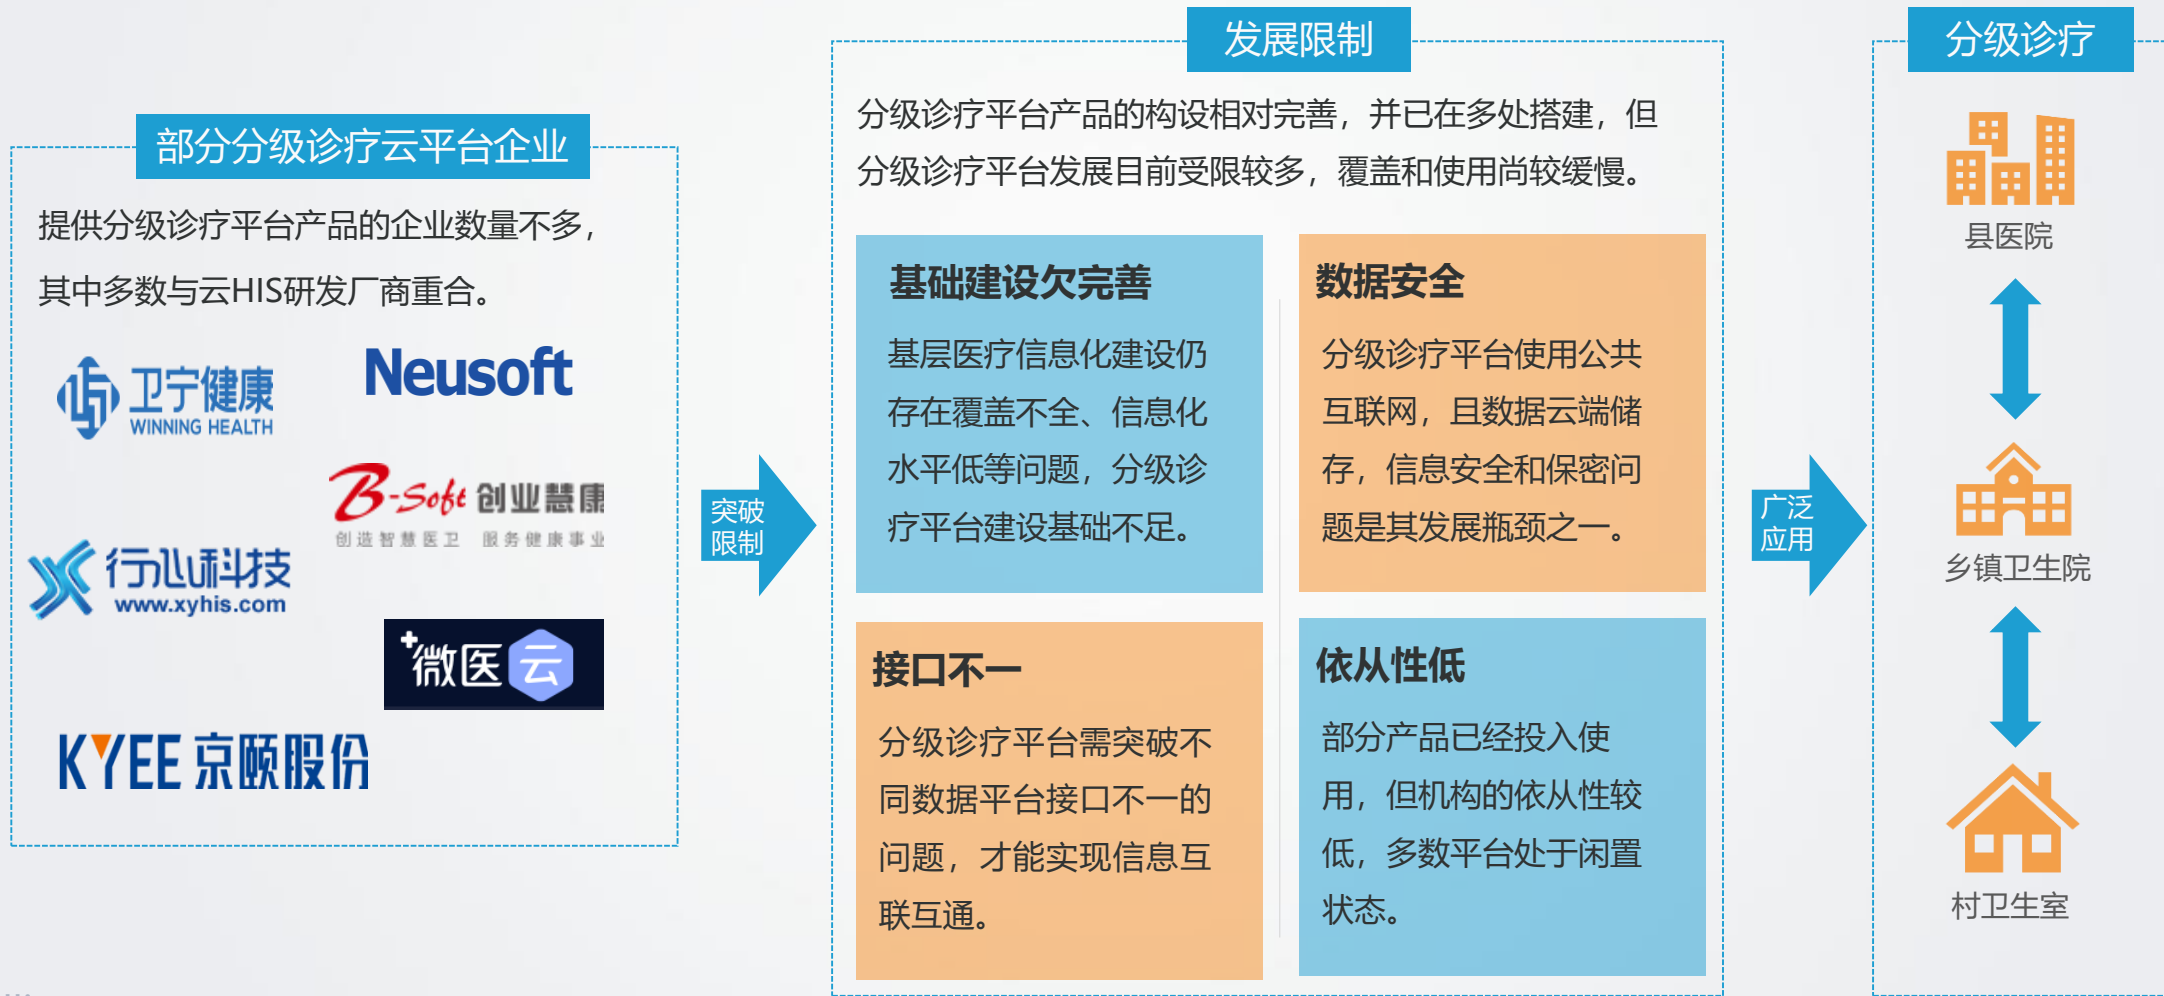 部分分级诊疗云平台企业
提供分级诊疗平台产品的企业数量不多，
其中多数与云HIS研发厂商重合。
卫宁健康
WINNING HEALTH
Neusoft
B-Soft 创业慧康
创造智慧医卫 服务健康事业
行心科技
www.xyhis.com
微医云
KYEE 京颐股份
突破
限制
发展限制
分级诊疗平台产品的构设相对完善，并已在多处搭建，但
分级诊疗平台发展目前受限较多，覆盖和使用尚较缓慢。
基础建设欠完善
基层医疗信息化建设仍
存在覆盖不全、信息化
水平低等问题，分级诊
疗平台建设基础不足。
数据安全
分级诊疗平台使用公共
互联网，且数据云端储
存，信息安全和保密问
题是其发展瓶颈之一。
接口不一
分级诊疗平台需突破不
同数据平台接口不一的
问题，才能实现信息互
联互通。
依从性低
部分产品已经投入使
用，但机构的依从性较
低，多数平台处于闲置
状态。
广泛
应用
分级诊疗
县医院
乡镇卫生院
村卫生室